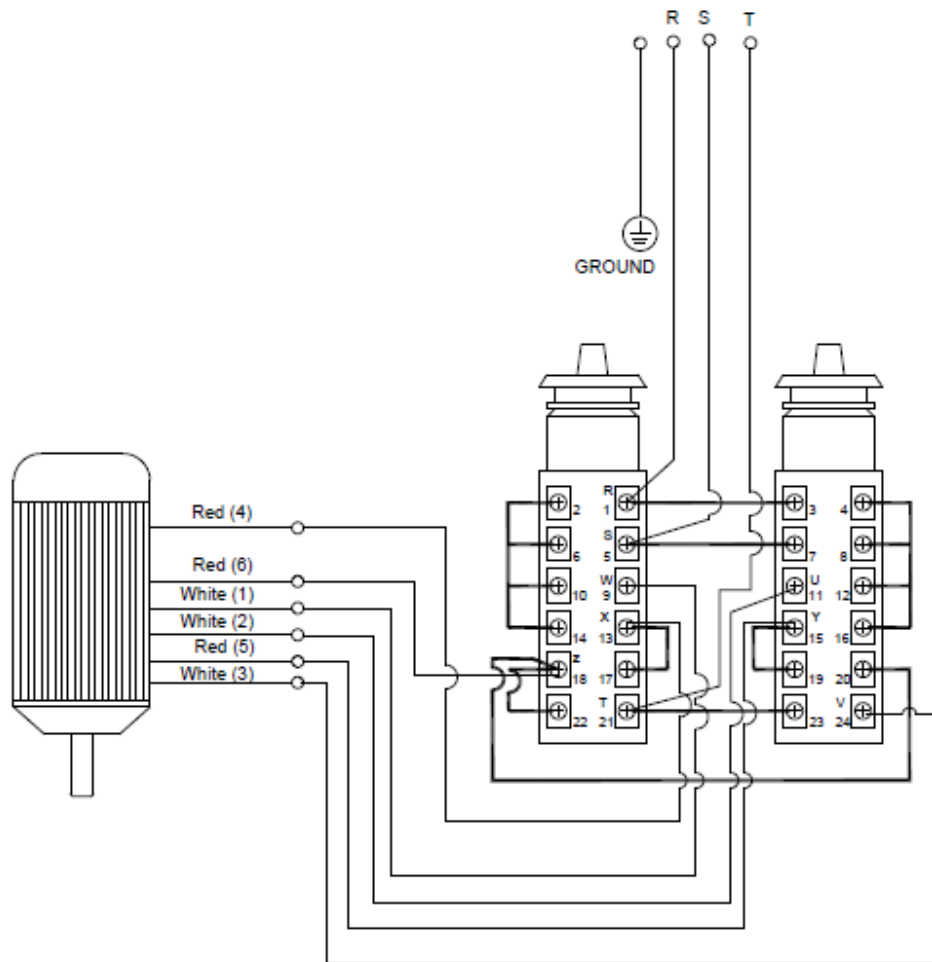 R S T
GROUND
Red (4)
Red (6)
White (1)
White (2)
Red (5)
White (3)
2 R 1 3 4
6 S 5 7 8
10 W 9 U 11 12
14 X 13 Y 15 16
Z 18 17 19 20
22 T 21 23 V 24